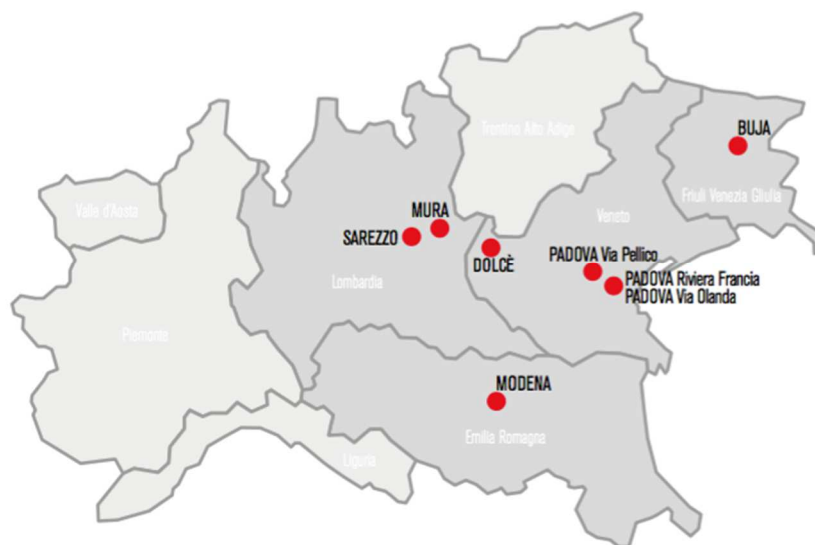 Trentino Alto Adige
BUJA
Valle d'Aosta
Friuli Venezia Giulia
MURA
Veneto
SAREZZO
PADOVA Via Pellico
DOLCÈ
Lombardia
PADOVA Riviera Francia
PADOVA Via Olanda
Piemonte
MODENA
Emilia Romagna
Liguria